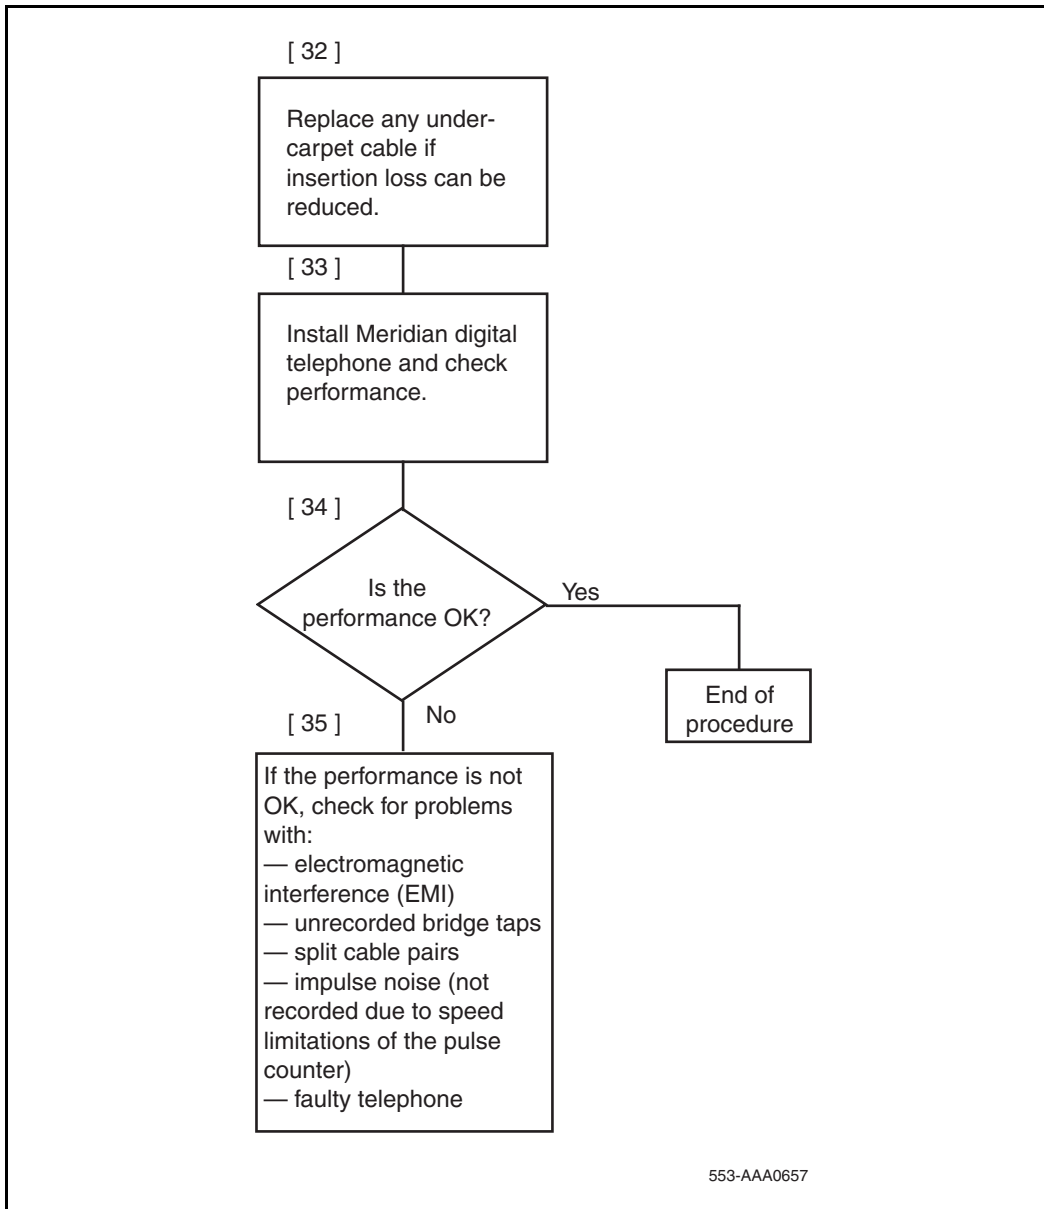 [ 32 ]
Replace any under-
carpet cable if
insertion loss can be
reduced.
[ 33 ]
Install Meridian digital
telephone and check
performance.
[ 34 ]
Is the
performance OK?
Yes
End of
procedure
No
[ 35 ]
If the performance is not
OK, check for problems
with:
— electromagnetic
interference (EMI)
— unrecorded bridge taps
— split cable pairs
— impulse noise (not
recorded due to speed
limitations of the pulse
counter)
— faulty telephone
553-AAA0657